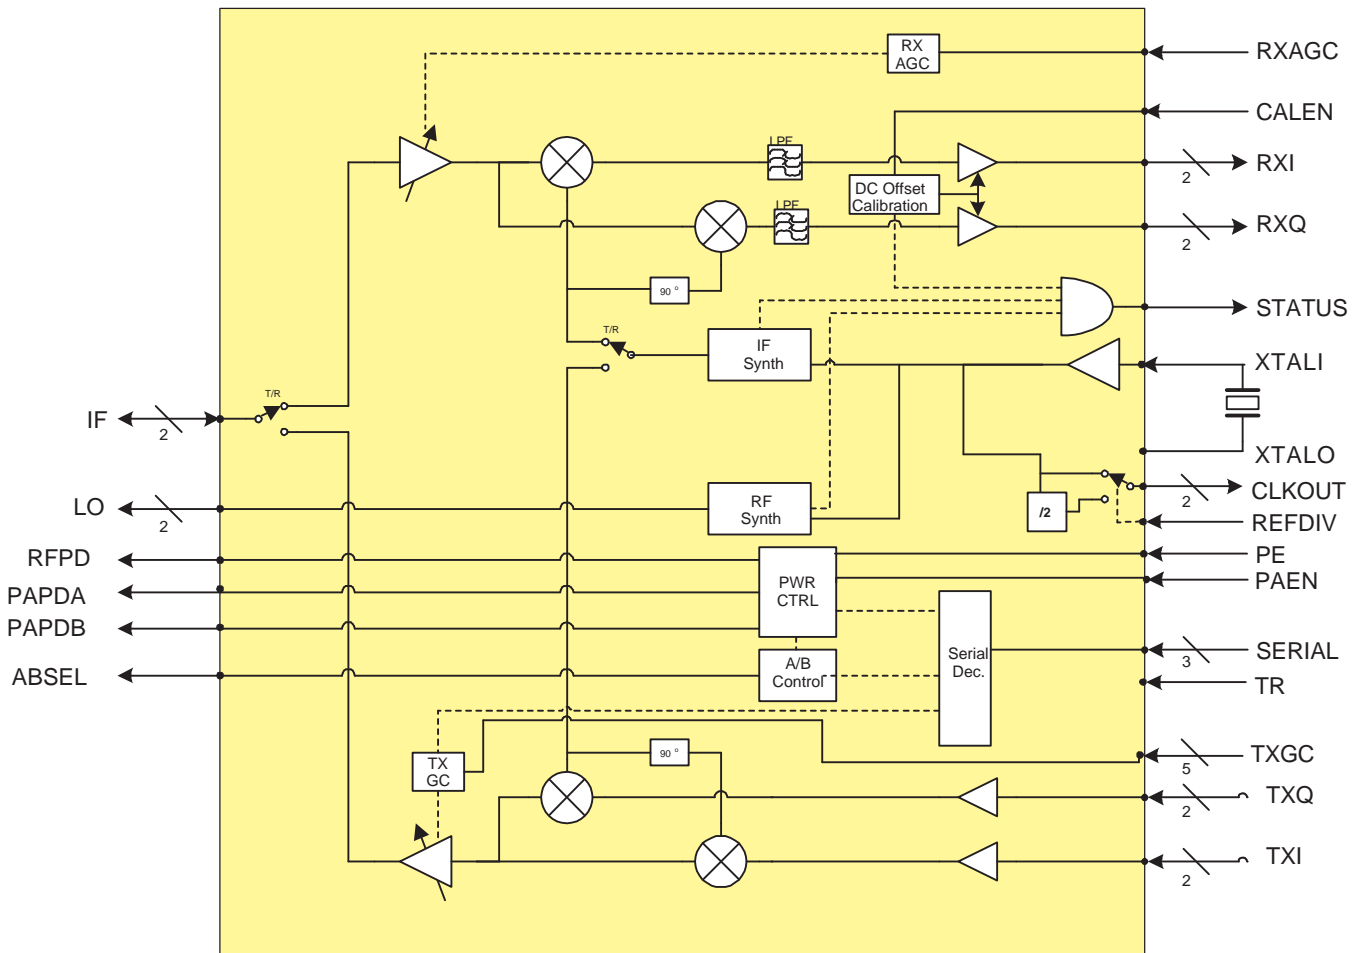 RX
AGC
RXAGC
CALEN
LPF
RXI
2
DC Offset
Calibration
LPF
RXQ
2
90 °
STATUS
T/R
IF
Synth
XTALI
T/R
IF
2
XTALO
LO
2
RF
Synth
/2
CLKOUT
2
REFDIV
RFPD
PE
PAPDA
PWR
CTRL
PAEN
PAPDB
Serial
Dec.
SERIAL
3
ABSEL
A/B
Control
TR
90 °
TX
GC
TXGC
5
TXQ
2
TXI
2